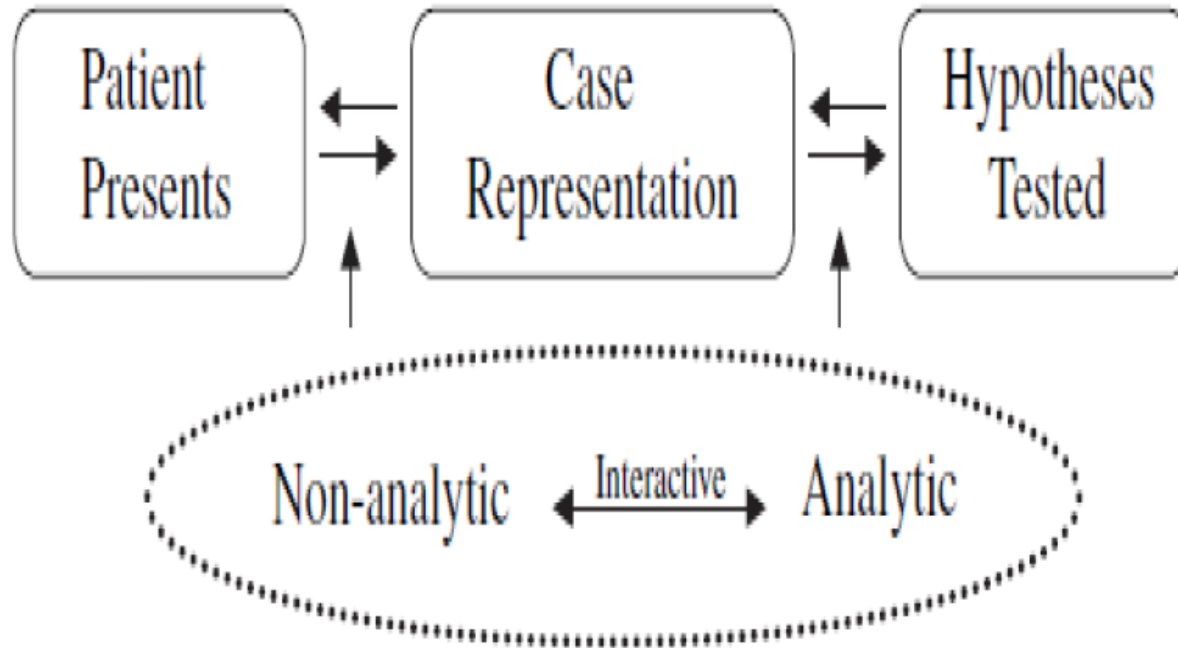 Patient
Presents
Case
Representation
Hypotheses
Tested
Non-analytic
Interactive
Analytic